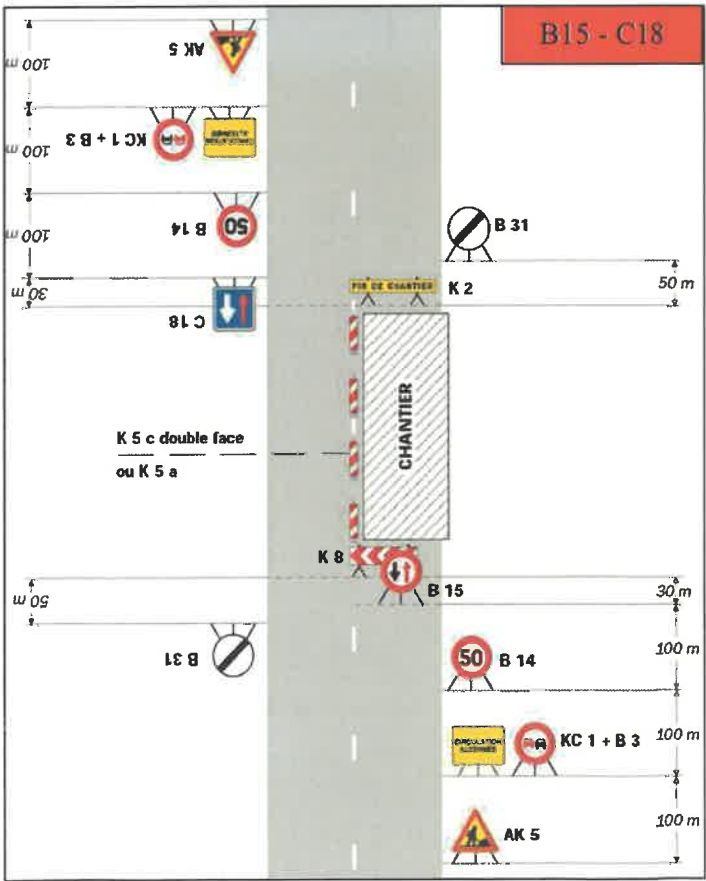 B15 - C18
100 m
AK 5
100 m
KC 1 + B 3
100 m
50
B 14
30 m
C 18
B 31
FIN DE CHANTIER
K 2
50 m
CHANTIER
K 5 c double face
ou K 5 a
K 8
B 15
30 m
50 m
B 31
50
B 14
100 m
CIRCULATION
ALTERNEE
KC 1 + B 3
100 m
AK 5
100 m